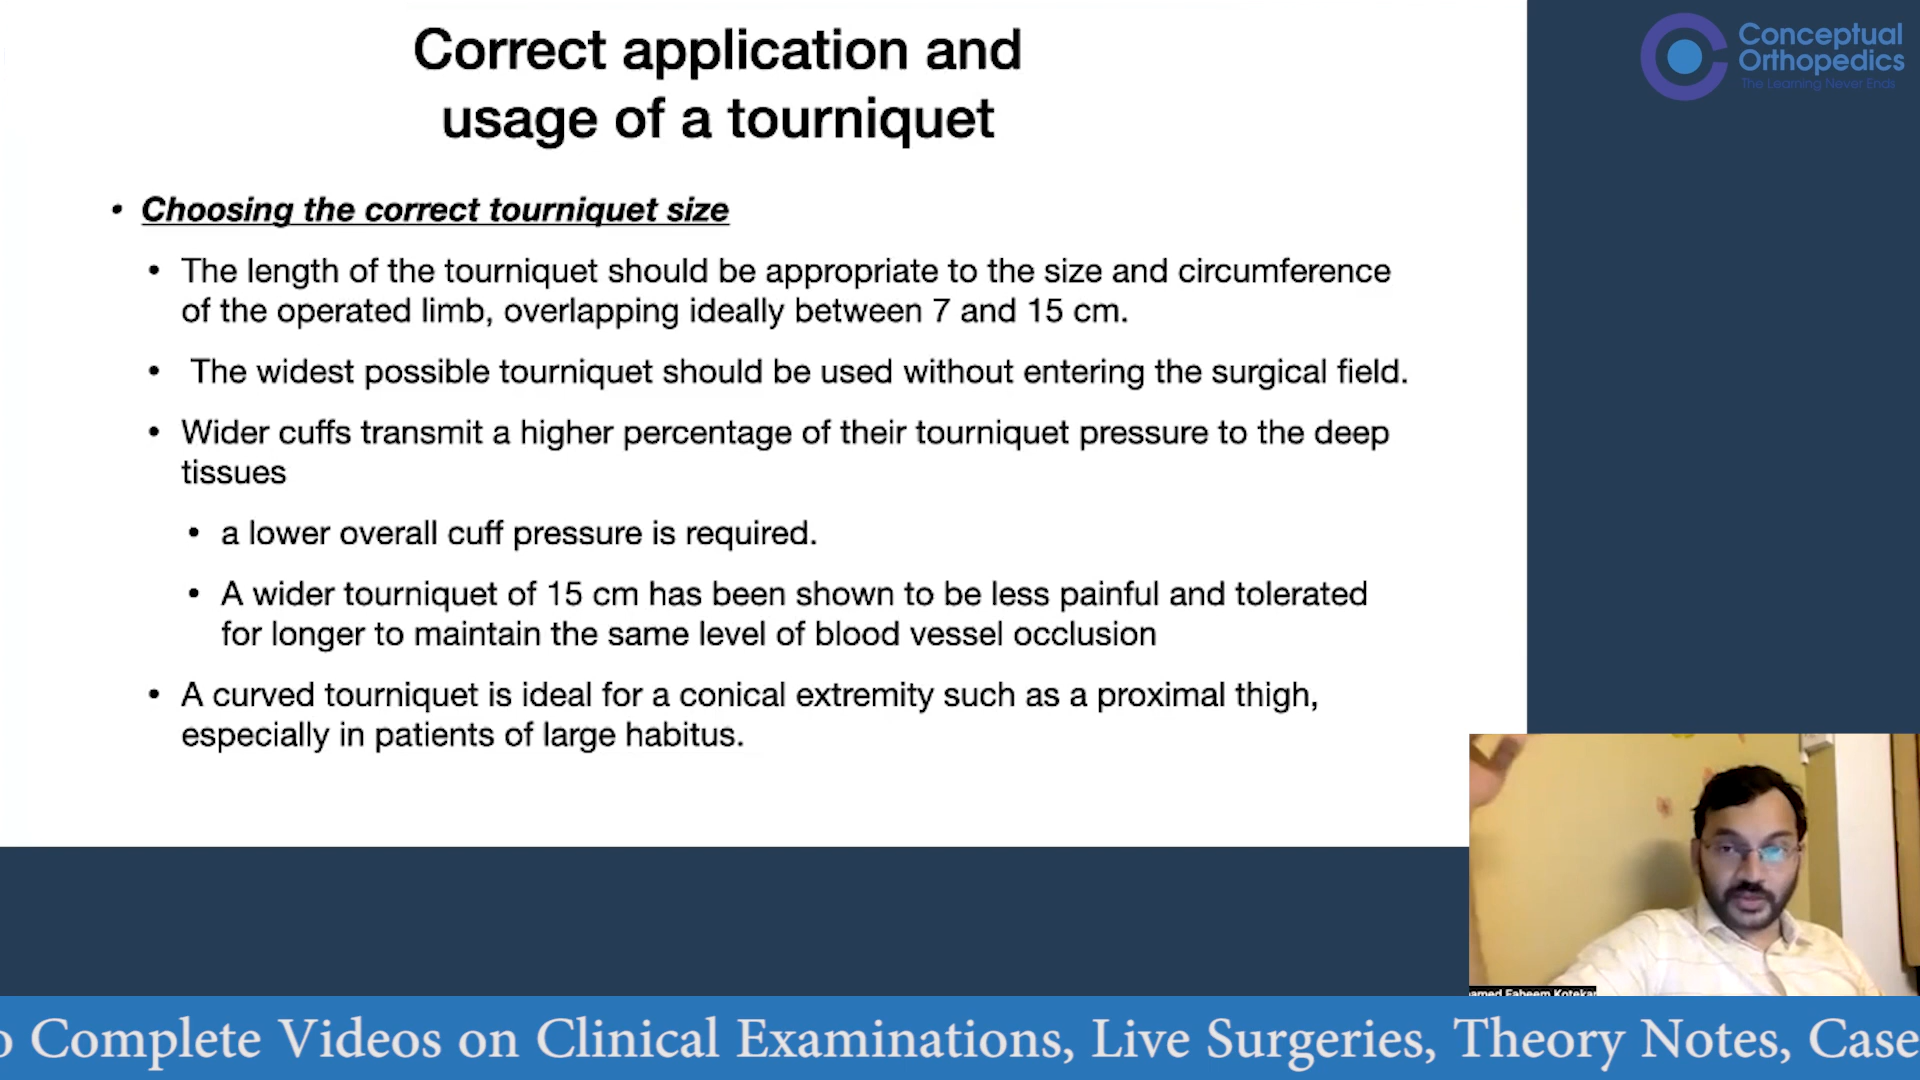 Correct application and
usage of a tourniquet
Conceptual
Orthopedics
The Learning Never Ends
• Choosing the correct tourniquet size
• The length of the tourniquet should be appropriate to the size and circumference
of the operated limb, overlapping ideally between 7 and 15 cm.
• The widest possible tourniquet should be used without entering the surgical field.
• Wider cuffs transmit a higher percentage of their tourniquet pressure to the deep
tissues
• a lower overall cuff pressure is required.
• A wider tourniquet of 15 cm has been shown to be less painful and tolerated
for longer to maintain the same level of blood vessel occlusion
• A curved tourniquet is ideal for a conical extremity such as a proximal thigh,
especially in patients of large habitus.
amed Faheem Kotekar
o Complete Videos on Clinical Examinations, Live Surgeries, Theory Notes, Case